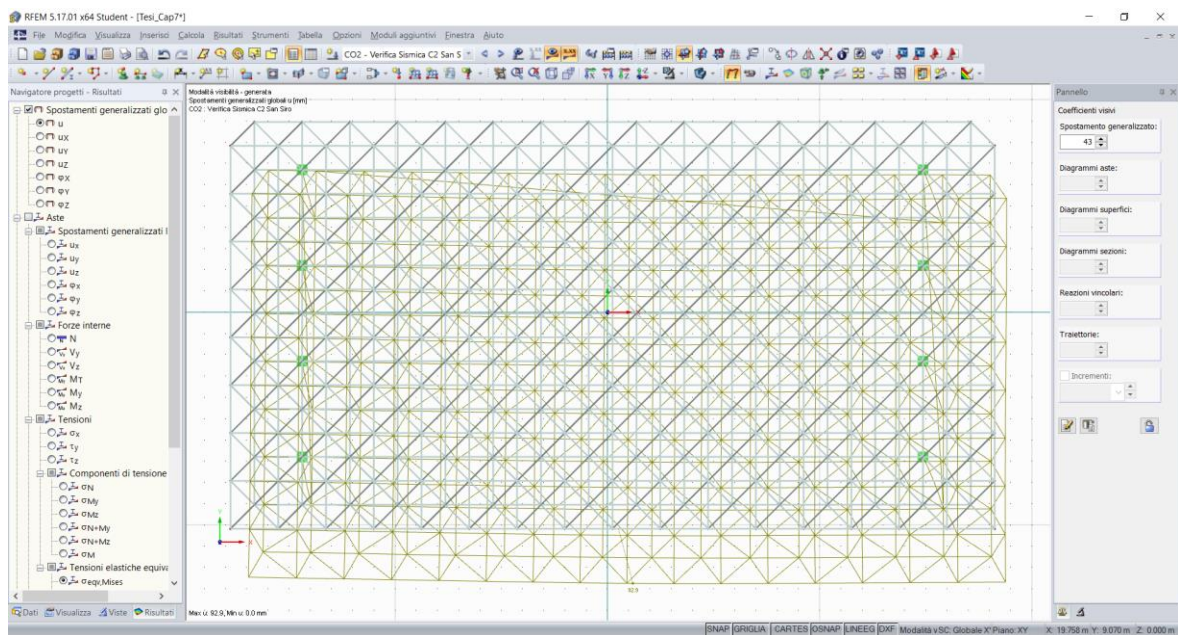 RFEM 5.17.01 x64 Student - [Tesi_Cap7*]
File Modifica Visualizza Inserisci Calcola Risultati Strumenti Tabella Opzioni Moduli aggiuntivi Finestra Aiuto
CO2 - Verifica Sismica C2 San S
Navigatore progetti - Risultati
Spostamenti generalizzati glo
u
uX
uY
uZ
φX
φY
φZ
Aste
Spostamenti generalizzati l
ux
uy
uz
φx
φy
φz
Forze interne
N
Vy
Vz
MT
My
Mz
Tensioni
σx
τy
τz
Componenti di tensione
σN
σMy
σMz
σN+My
σN+Mz
σM
Tensioni elastiche equiva
σeqv,Mises
Dati Visualizza Viste Risultati
Modalità visibilità - generata
Spostamenti generalizzati globali u [mm]
CO2 : Verifica Sismica C2 San Siro
92.9
Max u: 92.9, Min u: 0.0 mm
Pannello
Coefficienti visivi
Spostamento generalizzato:
43
Diagrammi aste:
Diagrammi superfici:
Diagrammi sezioni:
Reazioni vincolari:
Traiettorie:
Incrementi:
SNAP GRIGLIA CARTES OSNAP LINEEG DXF Modalità v SC: Globale X' Piano: XY X: 19.758 m Y: 9.070 m Z: 0.000 m